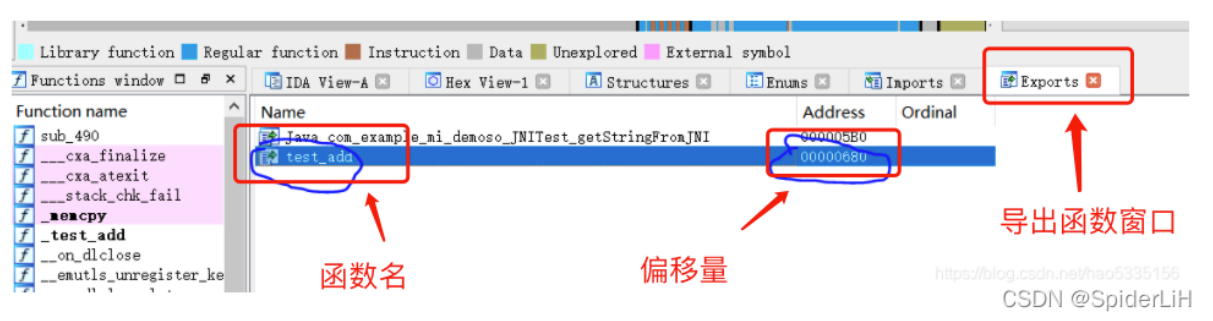 Library function Regular function Instruction Data Unexplored External symbol
Functions window IDA View-A Hex View-1 Structures Enums Imports Exports
Function name Name Address Ordinal
sub_490 Java_com_example_mi_demoso_JNITest_getStringFromJNI 000005B0
___cxa_finalize test_add 00000680
___cxa_atexit
___stack_chk_fail
_memcpy
_test_add
__on_dlclose
__emutls_unregister_ke
函数名
偏移量
导出函数窗口
https://blog.csdn.net/hao5335156
CSDN @SpiderLiH